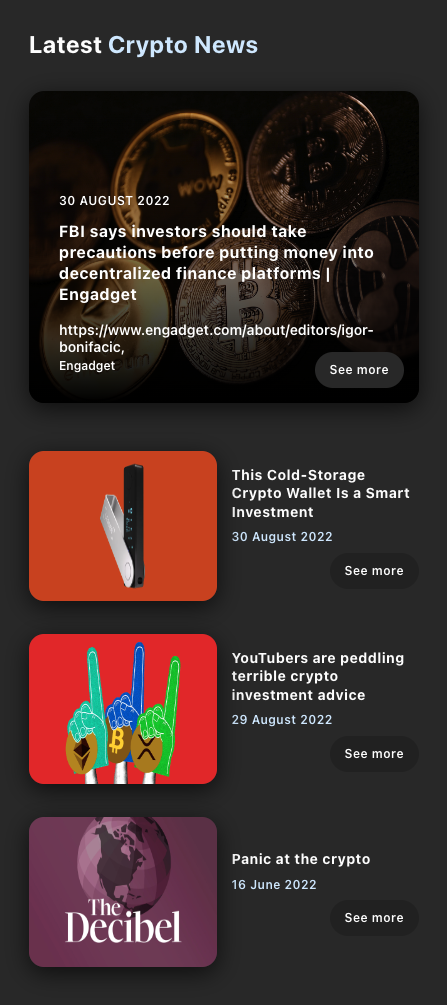 Latest Crypto News
WOW
30 AUGUST 2022
FBI says investors should take
precautions before putting money into
decentralized finance platforms |
Engadget
https://www.engadget.com/about/editors/igor-
bonifacic,
Engadget
See more
This Cold-Storage
Crypto Wallet Is a Smart
Investment
30 August 2022
See more
YouTubers are peddling
terrible crypto
investment advice
29 August 2022
See more
Panic at the crypto
16 June 2022
The
Decibel
See more